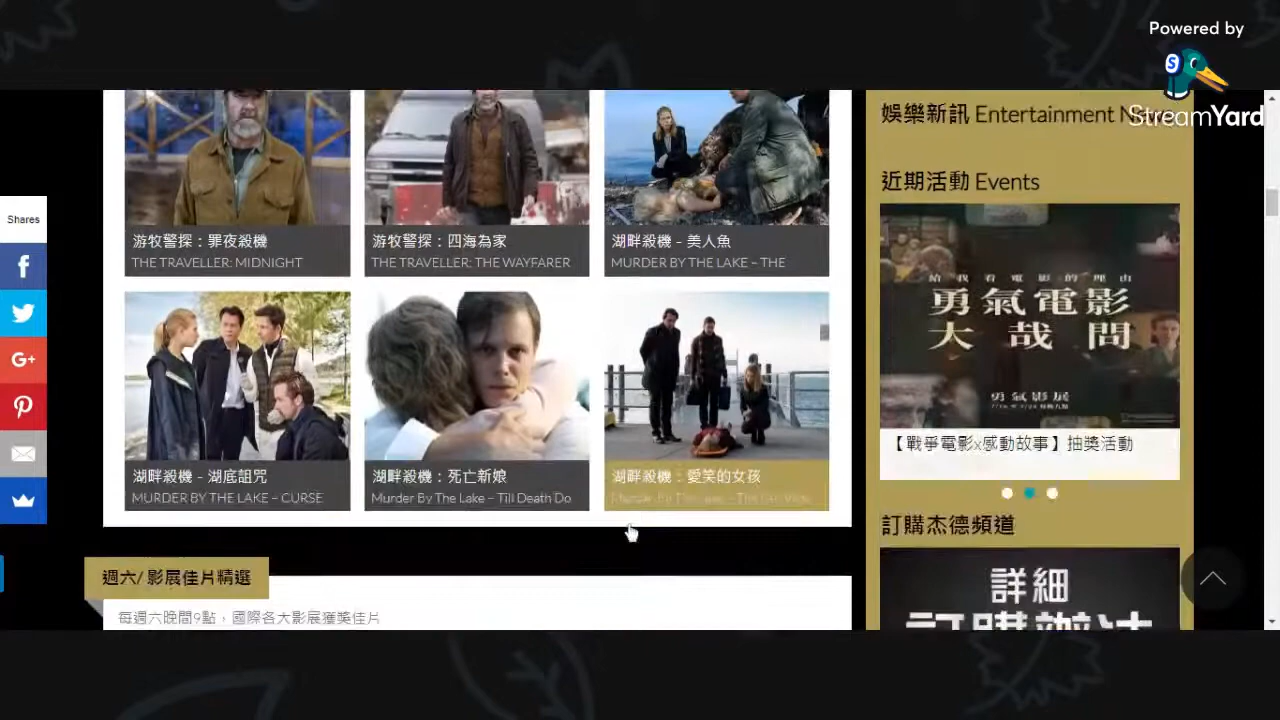 Powered by
StreamYard
Shares
游牧警探：罪夜殺機
THE TRAVELLER: MIDNIGHT
游牧警探：四海為家
THE TRAVELLER: THE WAYFARER
湖畔殺機 - 美人魚
MURDER BY THE LAKE – THE
湖畔殺機 - 湖底詛咒
MURDER BY THE LAKE – CURSE
湖畔殺機：死亡新娘
Murder By The Lake – Till Death Do
湖畔殺機：愛笑的女孩
週六/ 影展佳片精選
每週六晚間9點，國際各大影展獲獎佳片
娛樂新訊 Entertainment
近期活動 Events
給我看電影的理由
勇氣電影
大哉問
勇氣影展
【戰爭電影x感動故事】抽獎活動
訂購杰德頻道
詳細
訂購辦法